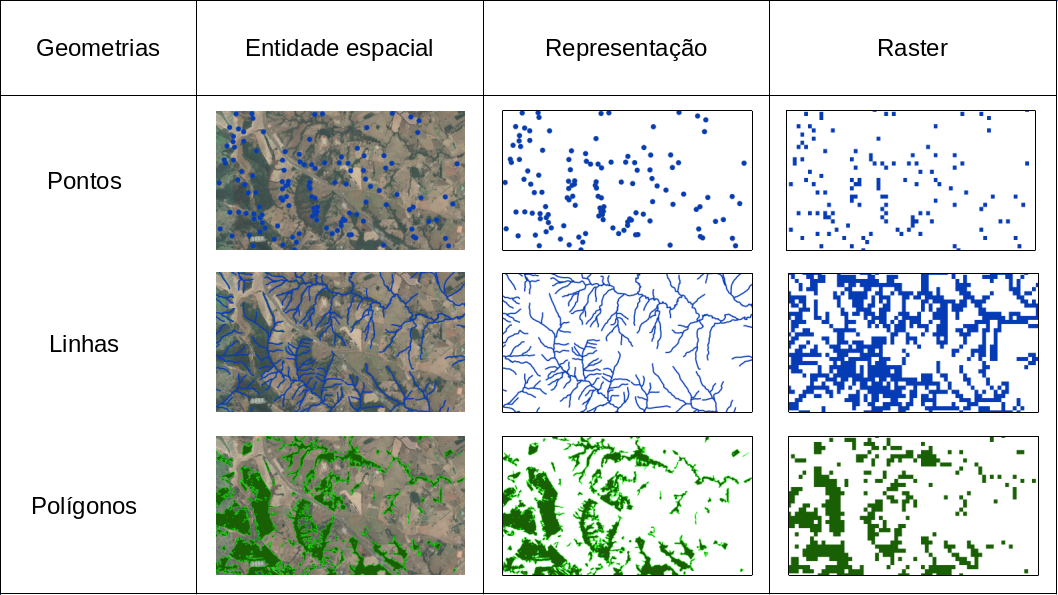 Geometrias
Entidade espacial
Representação
Raster
Pontos
Linhas
Polígonos